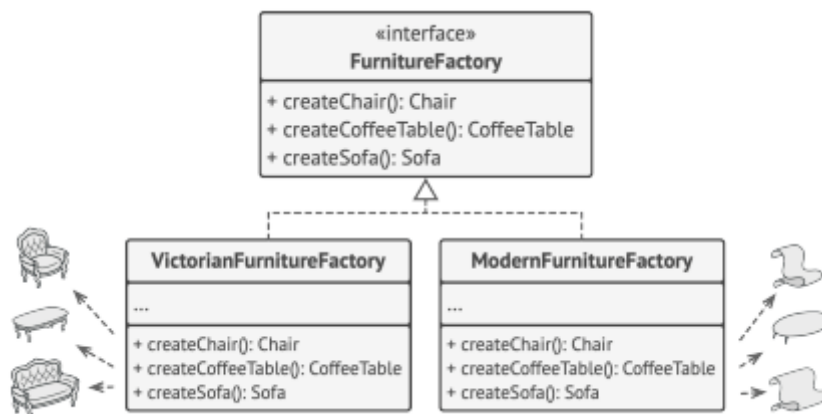 «interface»
FurnitureFactory
+ createChair(): Chair
+ createCoffeeTable(): CoffeeTable
+ createSofa(): Sofa
VictorianFurnitureFactory
...
+ createChair(): Chair
+ createCoffeeTable(): CoffeeTable
+ createSofa(): Sofa
ModernFurnitureFactory
...
+ createChair(): Chair
+ createCoffeeTable(): CoffeeTable
+ createSofa(): Sofa